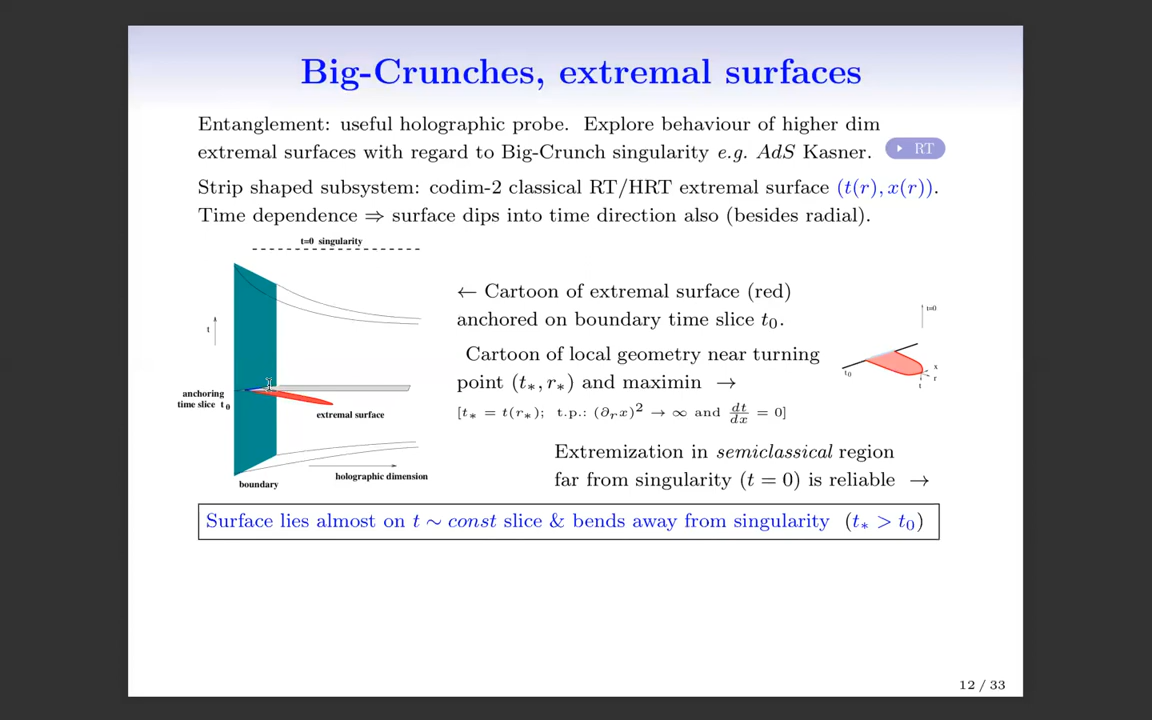 Big-Crunches, extremal surfaces
Entanglement: useful holographic probe. Explore behaviour of higher dim
extremal surfaces with regard to Big-Crunch singularity e.g. AdS Kasner.
RT
Strip shaped subsystem: codim-2 classical RT/HRT extremal surface (t(r), x(r)).
Time dependence ⇒ surface dips into time direction also (besides radial).
t=0 singularity
t
anchoring
time slice t₀
extremal surface
holographic dimension
boundary
← Cartoon of extremal surface (red)
anchored on boundary time slice t₀.
Cartoon of local geometry near turning
point (t∗, r∗) and maximin →
[t∗ = t(r∗); t.p.: (∂ᵣx)² → ∞ and dt/dx = 0]
t=0
t₀
x
r
t
Extremization in semiclassical region
far from singularity (t = 0) is reliable →
Surface lies almost on t ∼ const slice & bends away from singularity (t∗ > t₀)
12 / 33